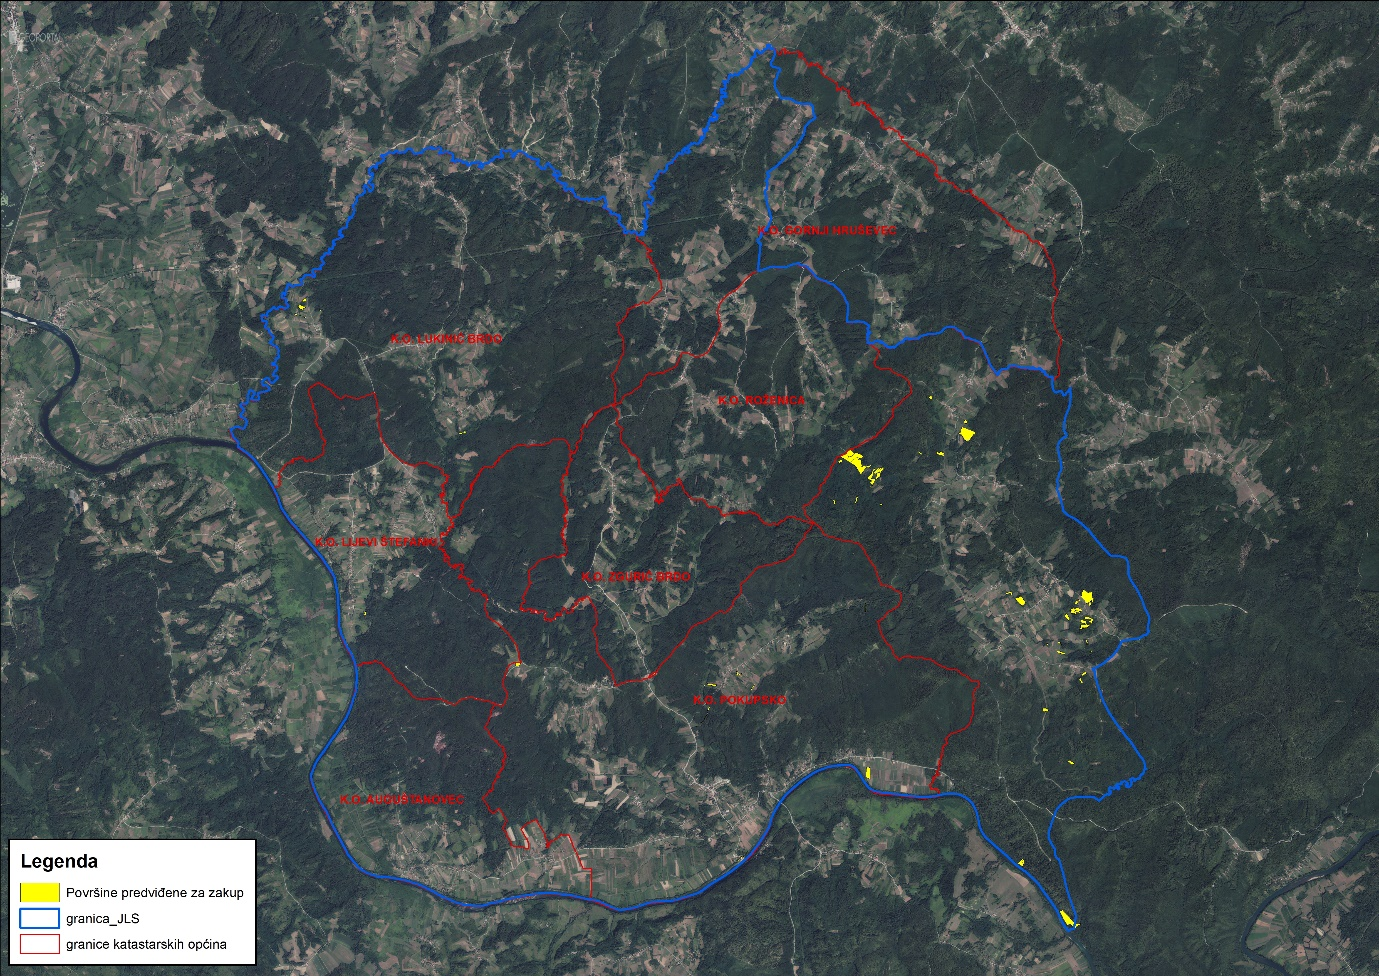 GEOPORTAL
K.O. GORNJI HRUŠEVEC
K.O. LUKINIĆ BRDO
K.O. ROŽENICA
K.O. LIJEVI ŠTEFANKI
K.O. ZGURIĆ BRDO
K.O. POKUPSKO
K.O. AUGUŠTANOVEC
Legenda
Površine predviđene za zakup
granica_JLS
granice katastarskih općina